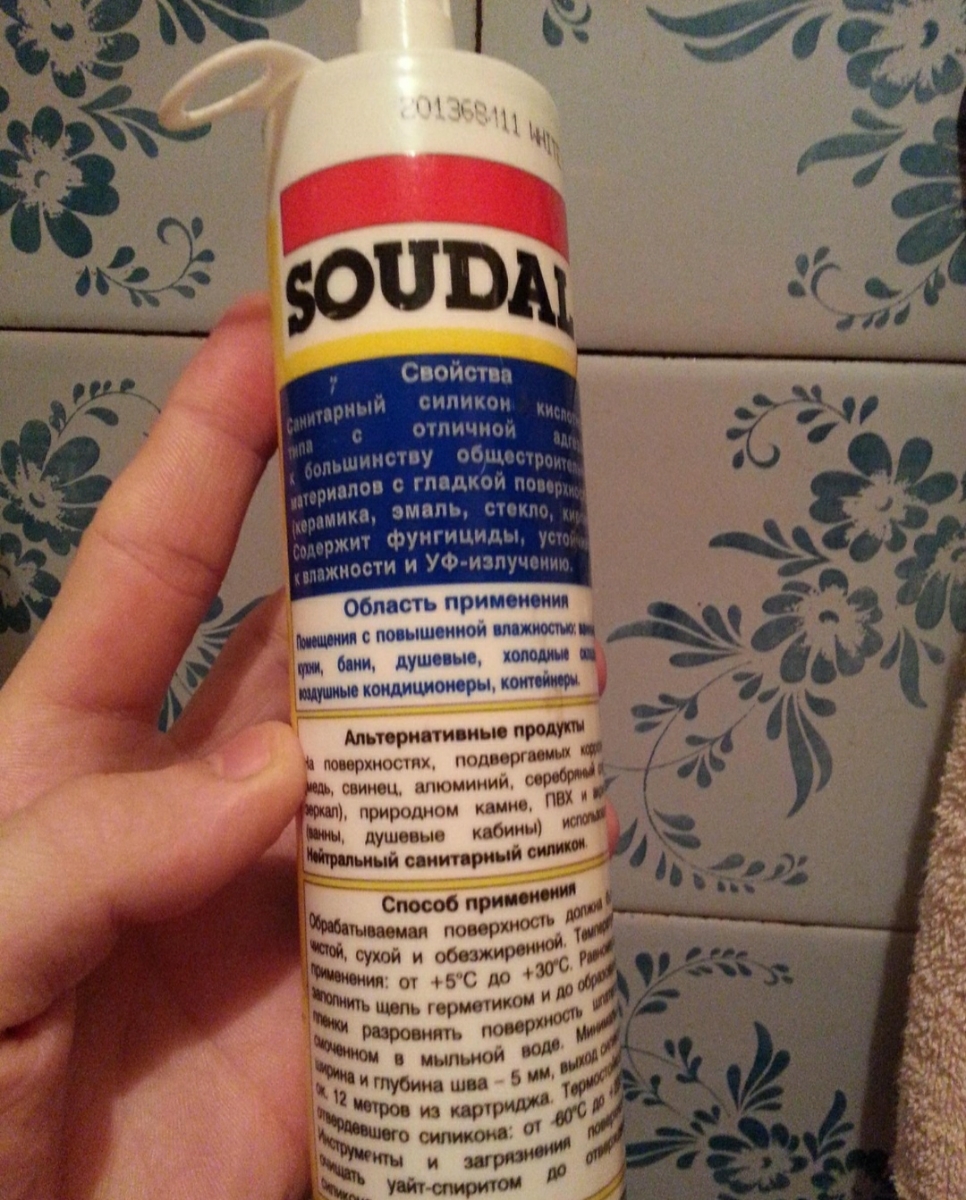 201368411 WHITE
SOUDAL
Свойства
Санитарный силикон
типа с отличной
к большинству
материалов с гладкой
(керамика, эмаль, стекло,
Содержит фунгициды,
к влажности и УФ-излучению.
Область применения
Помещения с повышенной влажностью:
кухни, бани, душевые, холодные
воздушные кондиционеры, контейнеры.
Альтернативные продукты
На поверхностях, подвергаемых
медь, свинец, алюминий, серебряный
зеркал), природном камне, ПВХ и
(ванны, душевые кабины)
Нейтральный санитарный силикон.
Способ применения
Обрабатываемая поверхность должна
чистой, сухой и обезжиренной.
применения: от +5°C до +30°C.
заполнить щель герметиком и до
пленки разровнять поверхность
смоченном в мыльной воде.
ширина и глубина шва – 5 мм, выход
ок. 12 метров из картриджа.
отвердевшего силикона: от -60°C до
Инструменты и загрязнения
очищать уайт-спиритом до